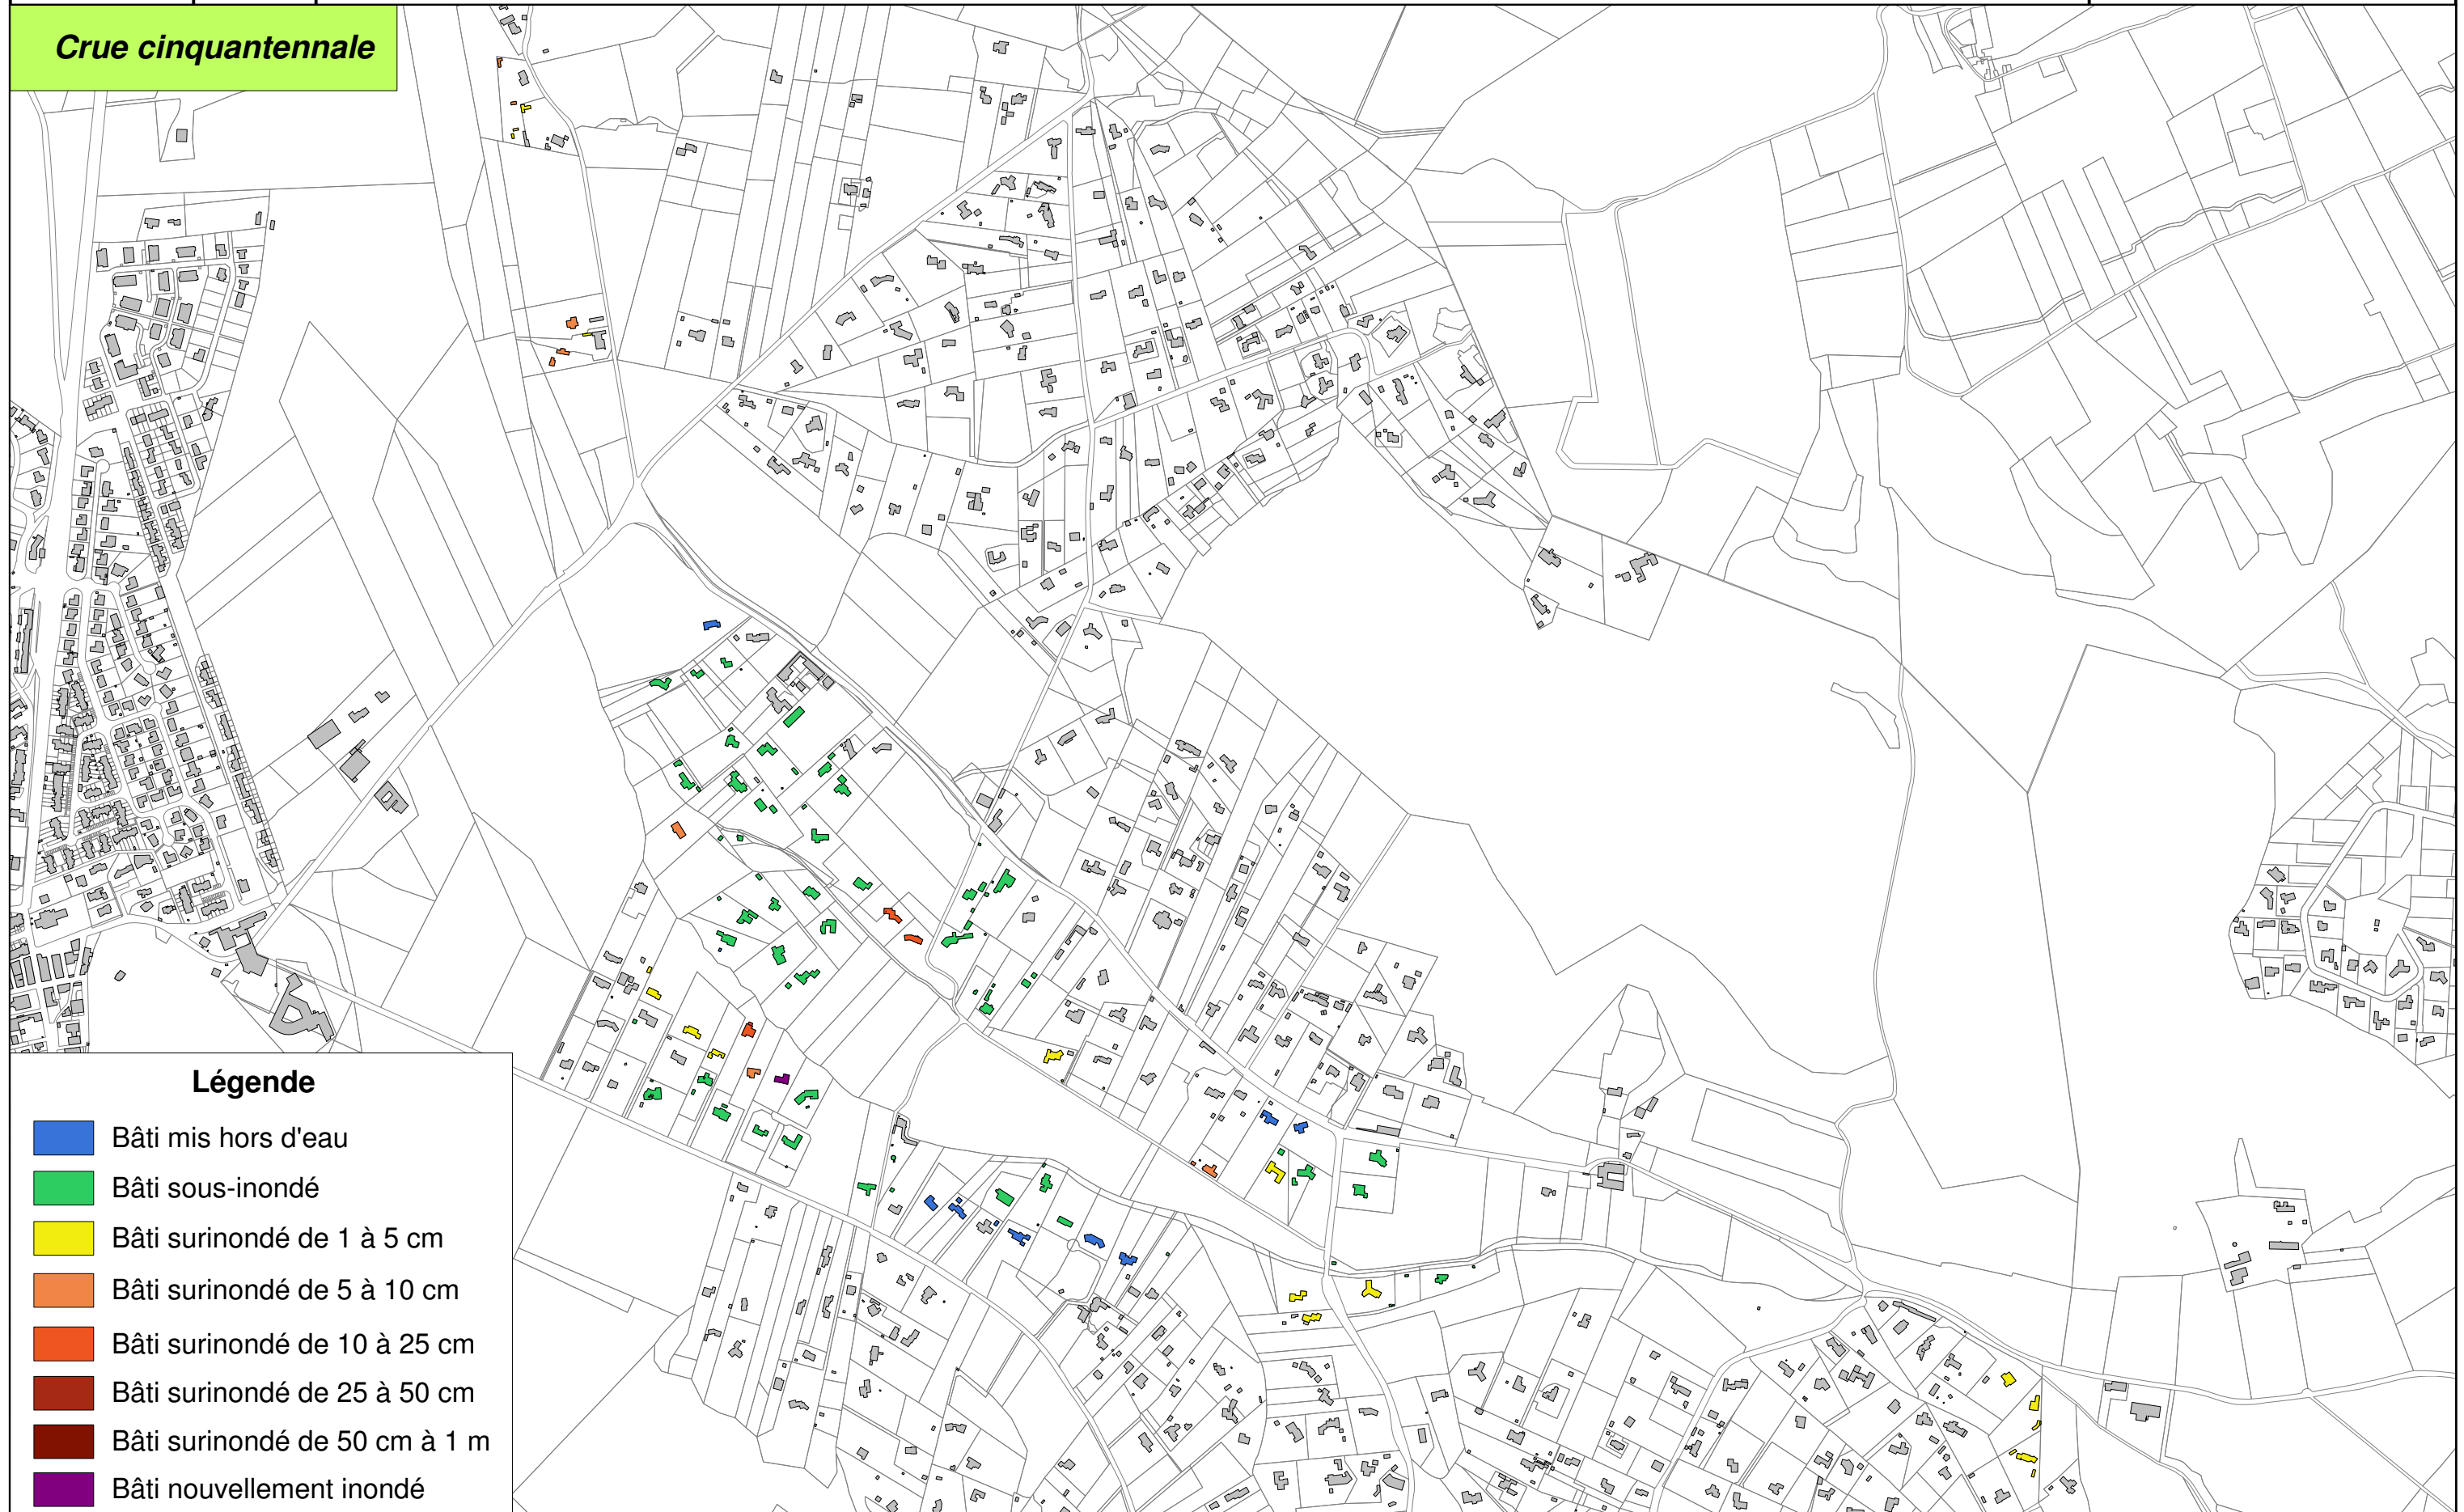 Crue cinquantennale
Légende
Bâti mis hors d'eau
Bâti sous-inondé
Bâti surinondé de 1 à 5 cm
Bâti surinondé de 5 à 10 cm
Bâti surinondé de 10 à 25 cm
Bâti surinondé de 25 à 50 cm
Bâti surinondé de 50 cm à 1 m
Bâti nouvellement inondé